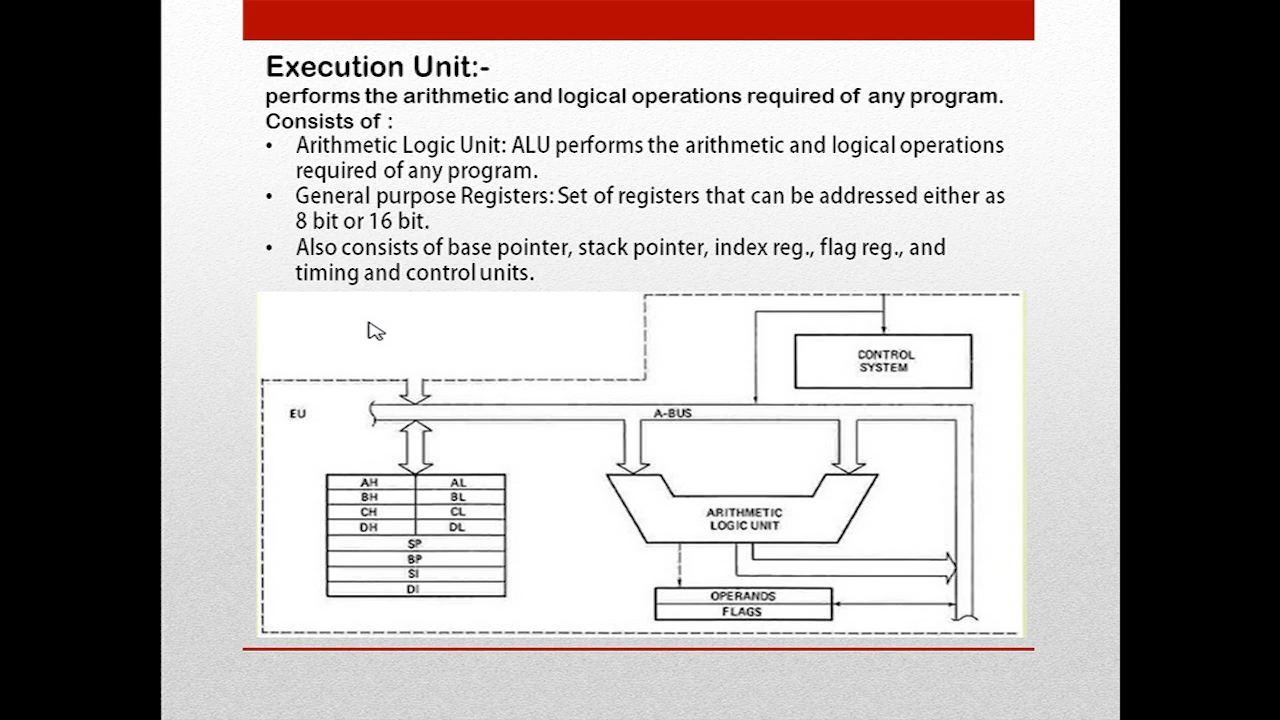 Execution Unit:-
performs the arithmetic and logical operations required of any program.
Consists of :
• Arithmetic Logic Unit: ALU performs the arithmetic and logical operations
required of any program.
• General purpose Registers: Set of registers that can be addressed either as
8 bit or 16 bit.
• Also consists of base pointer, stack pointer, index reg., flag reg., and
timing and control units.
CONTROL
SYSTEM
EU
A-BUS
AH AL
BH BL
CH CL
DH DL
SP
BP
SI
DI
ARITHMETIC
LOGIC UNIT
OPERANDS
FLAGS